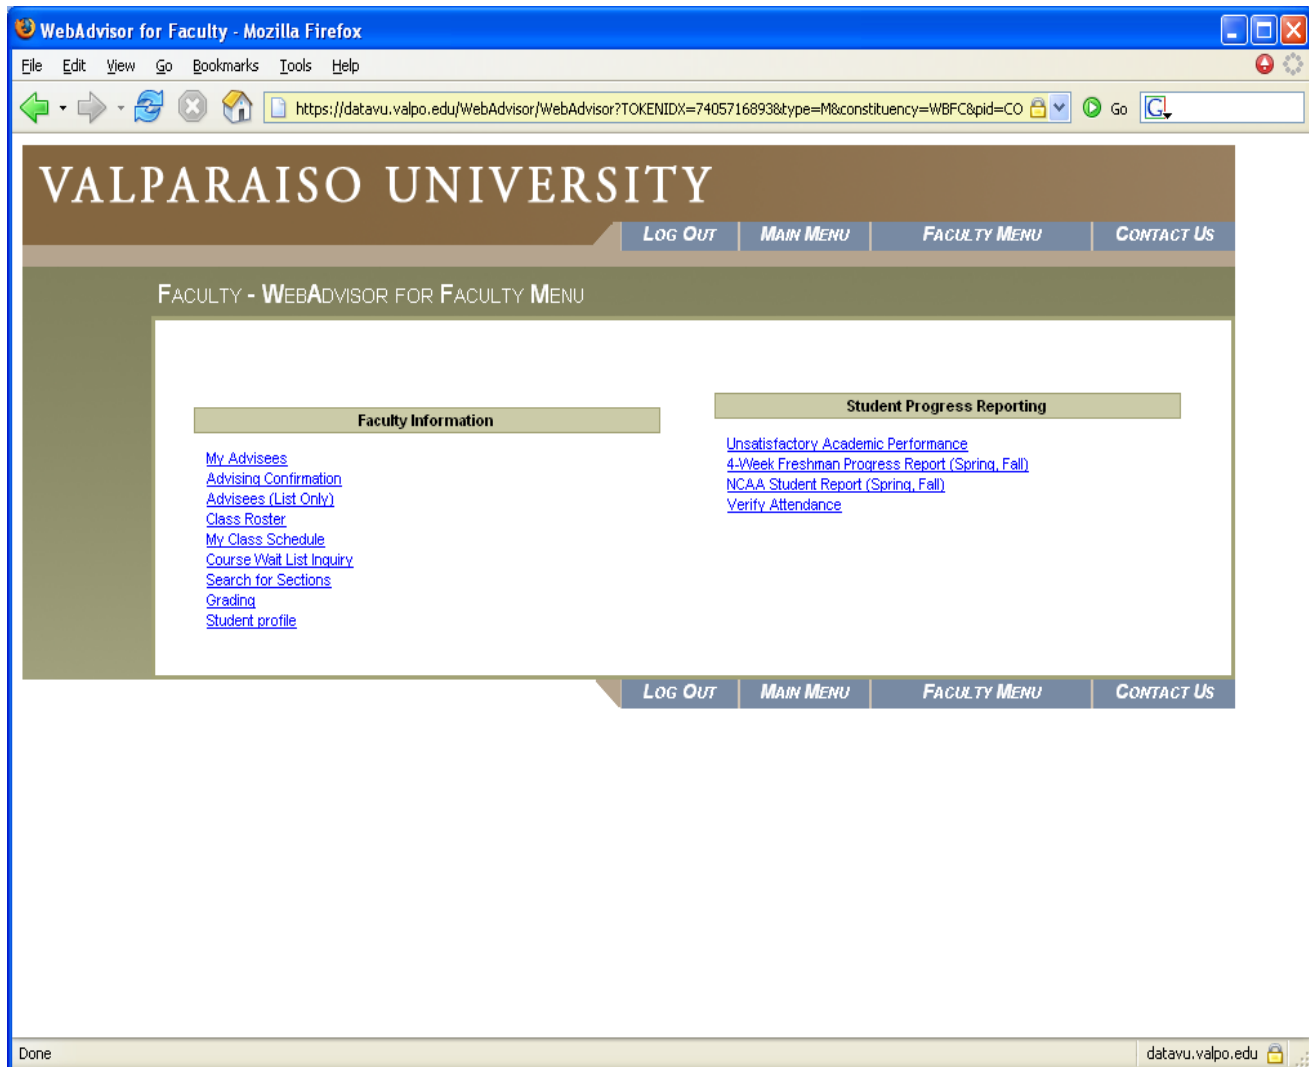 WebAdvisor for Faculty - Mozilla Firefox
File Edit View Go Bookmarks Tools Help
https://datavu.valpo.edu/WebAdvisor/WebAdvisor?TOKENIDX=7405716893&type=M&constituency=WBFC&pid=CO Go G
VALPARAISO UNIVERSITY
LOG OUT MAIN MENU FACULTY MENU CONTACT US
FACULTY - WEBADVISOR FOR FACULTY MENU
Faculty Information
My Advisees
Advising Confirmation
Advisees (List Only)
Class Roster
My Class Schedule
Course Wait List Inquiry
Search for Sections
Grading
Student profile
Student Progress Reporting
Unsatisfactory Academic Performance
4-Week Freshman Progress Report (Spring, Fall)
NCAA Student Report (Spring, Fall)
Verify Attendance
LOG OUT MAIN MENU FACULTY MENU CONTACT US
Done datavu.valpo.edu